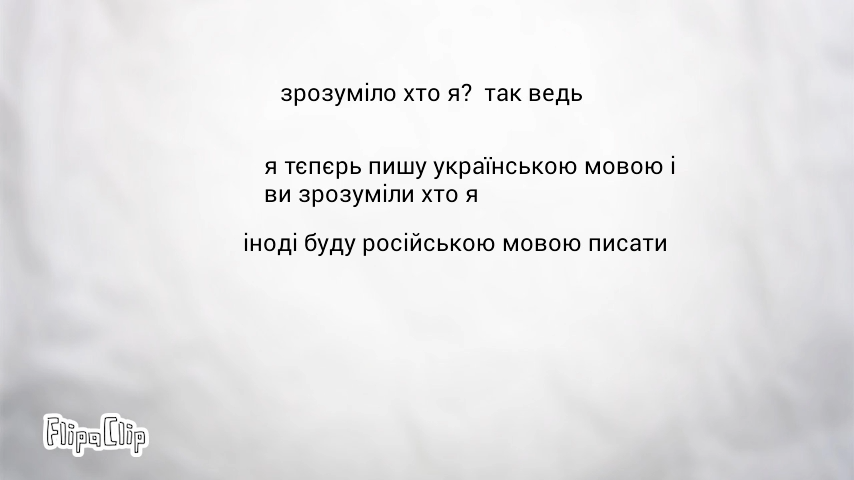 зрозуміло хто я? так ведь
я тєпєрь пишу українською мовою і
ви зрозуміли хто я
іноді буду російською мовою писати
FlipaClip